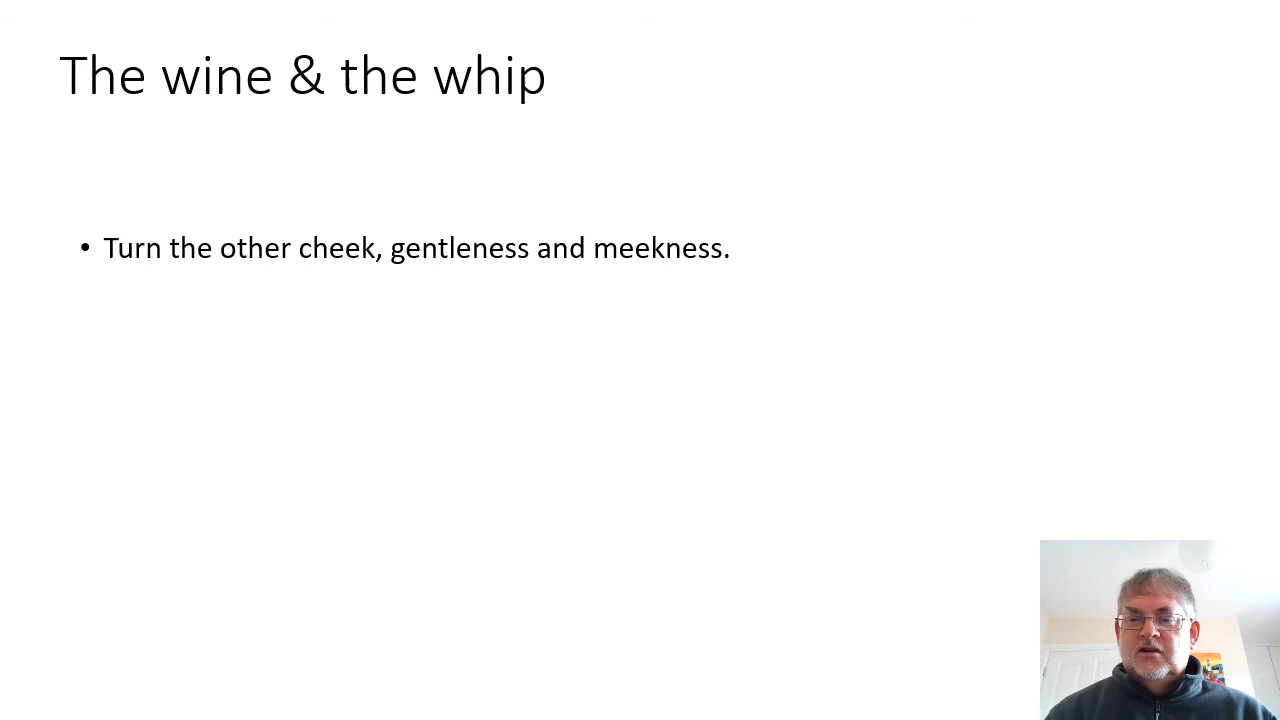 The wine & the whip
• Turn the other cheek, gentleness and meekness.